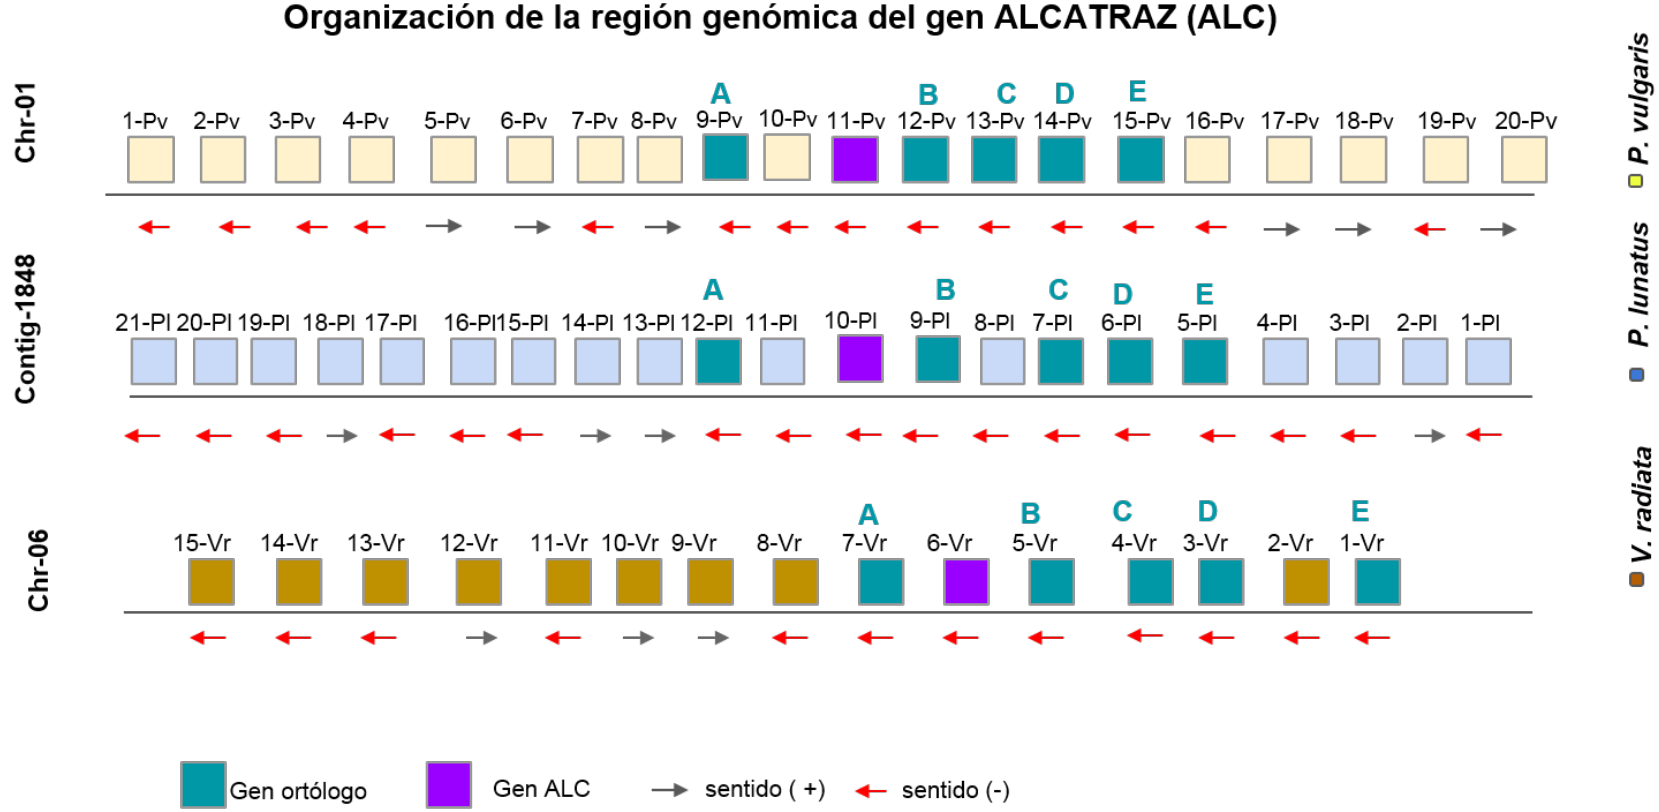 Organización de la región genómica del gen ALCATRAZ (ALC)
Chr-01
A B C D E
1-Pv 2-Pv 3-Pv 4-Pv 5-Pv 6-Pv 7-Pv 8-Pv 9-Pv 10-Pv 11-Pv 12-Pv 13-Pv 14-Pv 15-Pv 16-Pv 17-Pv 18-Pv 19-Pv 20-Pv
P. vulgaris
Contig-1848
A B C D E
21-Pl 20-Pl 19-Pl 18-Pl 17-Pl 16-Pl 15-Pl 14-Pl 13-Pl 12-Pl 11-Pl 10-Pl 9-Pl 8-Pl 7-Pl 6-Pl 5-Pl 4-Pl 3-Pl 2-Pl 1-Pl
P. lunatus
Chr-06
A B C D E
15-Vr 14-Vr 13-Vr 12-Vr 11-Vr 10-Vr 9-Vr 8-Vr 7-Vr 6-Vr 5-Vr 4-Vr 3-Vr 2-Vr 1-Vr
V. radiata
Gen ortólogo Gen ALC sentido ( +) sentido (-)